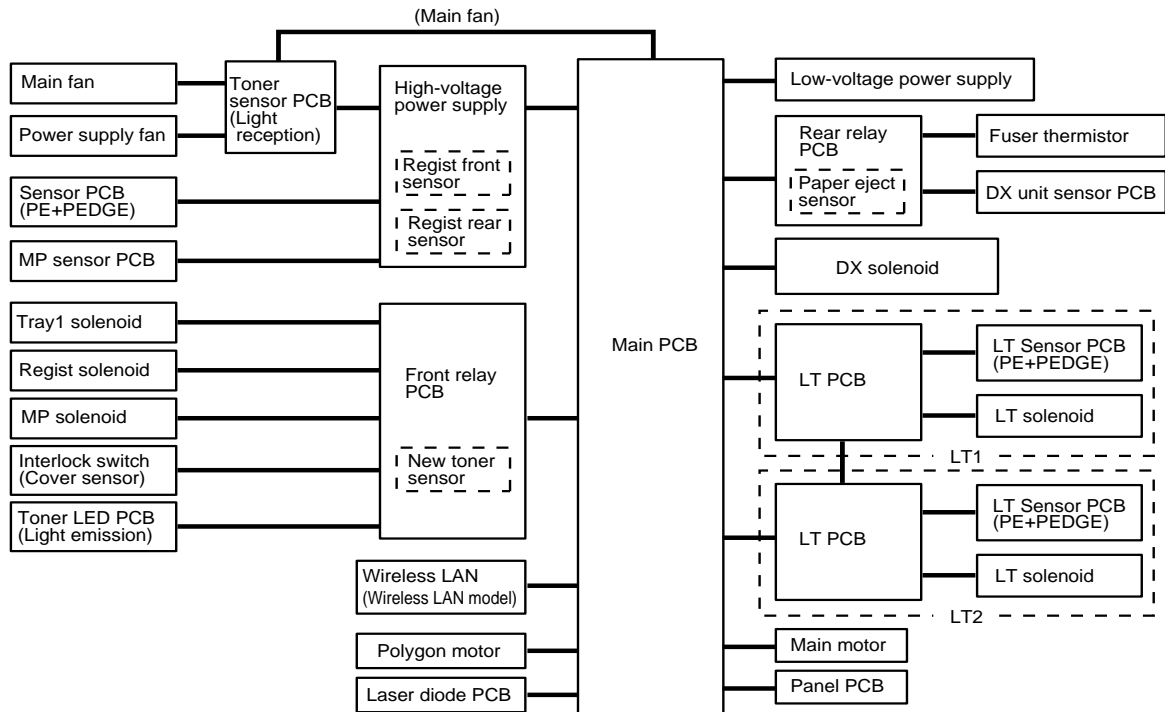 (Main fan)
Main fan
Power supply fan
Toner
sensor PCB
(Light
reception)
Sensor PCB
(PE+PEDGE)
MP sensor PCB
High-voltage
power supply
Regist front
sensor
Regist rear
sensor
Tray1 solenoid
Regist solenoid
MP solenoid
Interlock switch
(Cover sensor)
Toner LED PCB
(Light emission)
Front relay
PCB
New toner
sensor
Wireless LAN
(Wireless LAN model)
Polygon motor
Laser diode PCB
Main PCB
Low-voltage power supply
Rear relay
PCB
Paper eject
sensor
Fuser thermistor
DX unit sensor PCB
DX solenoid
LT PCB
LT Sensor PCB
(PE+PEDGE)
LT solenoid
LT1
LT PCB
LT Sensor PCB
(PE+PEDGE)
LT solenoid
LT2
Main motor
Panel PCB